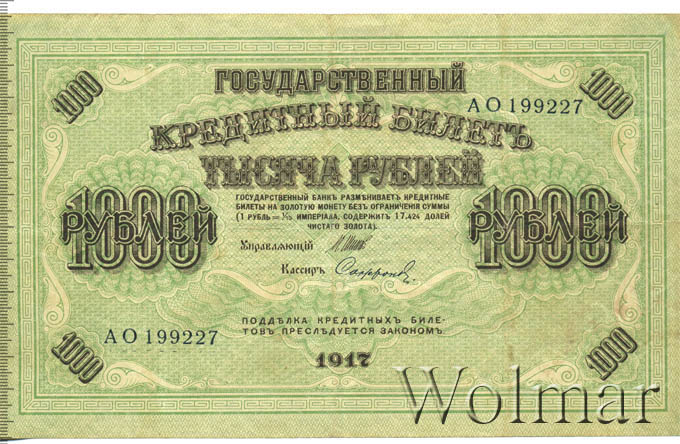 1000
ГОСУДАРСТВЕННЫЙ
1000
АО 199227
КРЕДИТНЫЙ БИЛЕТЪ
ТЫСЯЧА РУБЛЕЙ
ГОСУДАРСТВЕННЫЙ БАНК РАЗМѢНИВАЕТЪ КРЕДИТНЫЕ
БИЛЕТЫ НА ЗОЛОТУЮ МОНЕТУ БЕЗЪ ОГРАНИЧЕНІЯ СУММЫ
(1 РУБЛЬ = 1/15 ИМПЕРІАЛА, СОДЕРЖИТЪ 17.424 ДОЛЕЙ
ЧИСТАГО ЗОЛОТА).
1000
РУБЛЕЙ
1000
РУБЛЕЙ
Управляющій
Кассиръ Сафронов
АО 199227
ПОДДѢЛКА КРЕДИТНЫХЪ БИЛЕ-
ТОВЪ ПРЕСЛѢДУЕТСЯ ЗАКОНОМЪ.
1000
1917
1000
Wolmar